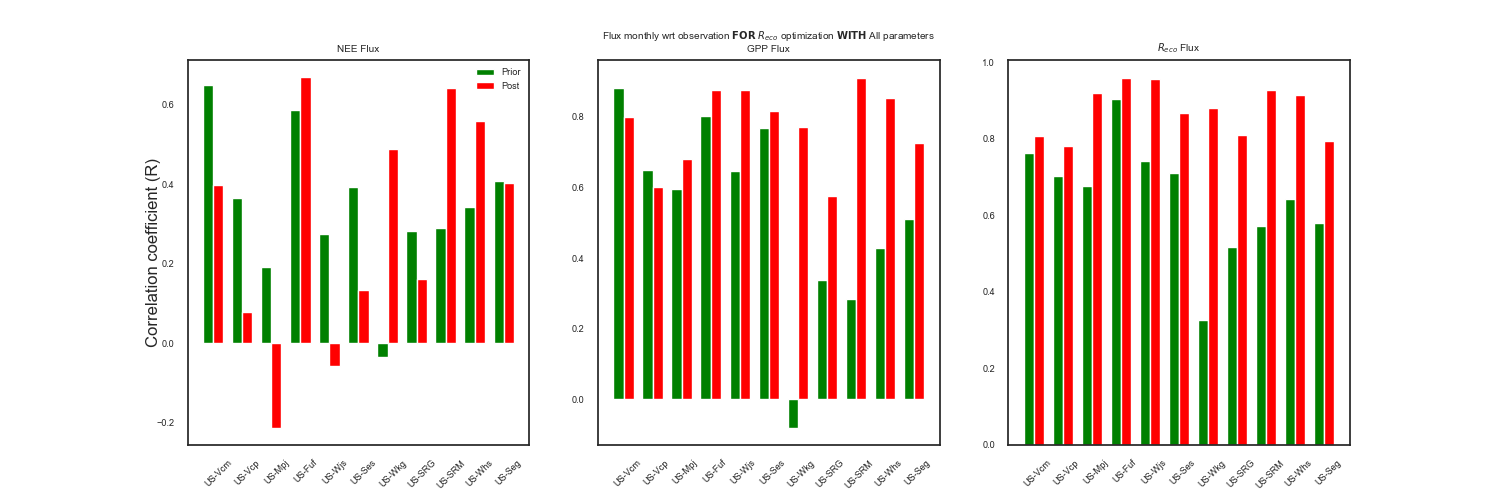 Flux monthly wrt observation FOR Reco optimization WITH All parameters
NEE Flux
GPP Flux
Reco Flux
Prior
Post
Correlation coefficient (R)
0.6
0.4
0.2
0.0
−0.2
US-Vcm
US-Vcp
US-Mpj
US-Fuf
US-Wjs
US-Ses
US-Wkg
US-SRG
US-SRM
US-Whs
US-Seg
0.8
0.6
0.4
0.2
0.0
US-Vcm
US-Vcp
US-Mpj
US-Fuf
US-Wjs
US-Ses
US-Wkg
US-SRG
US-SRM
US-Whs
US-Seg
1.0
0.8
0.6
0.4
0.2
0.0
US-Vcm
US-Vcp
US-Mpj
US-Fuf
US-Wjs
US-Ses
US-Wkg
US-SRG
US-SRM
US-Whs
US-Seg